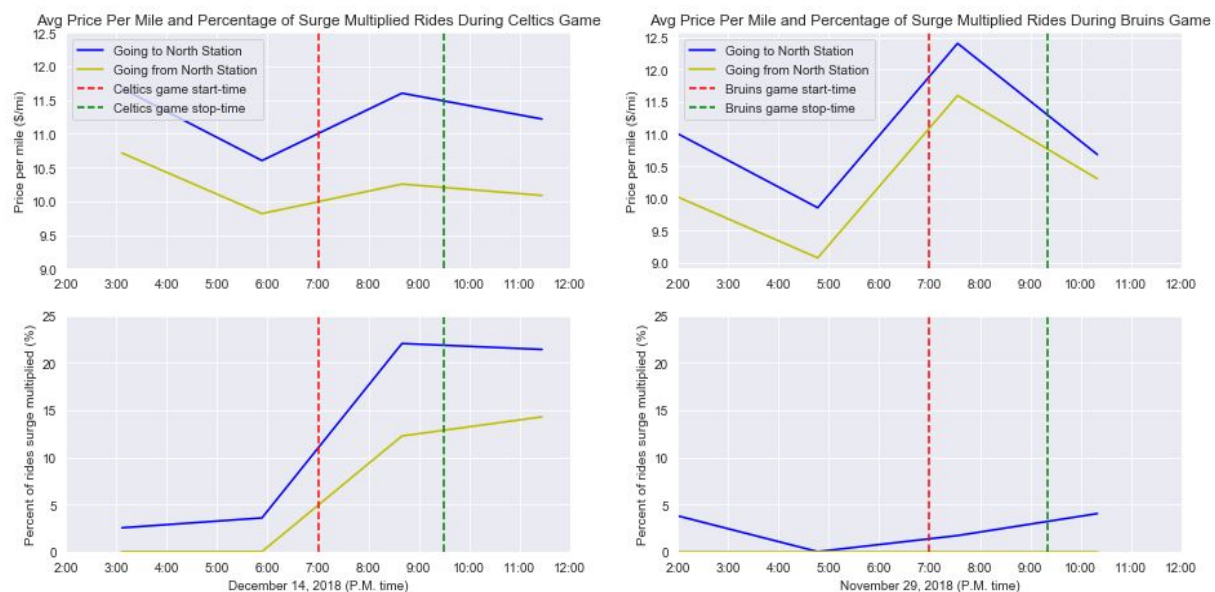 Avg Price Per Mile and Percentage of Surge Multiplied Rides During Celtics Game
12.5
12.0
11.5
11.0
10.5
10.0
9.5
9.0
Price per mile ($/mi)
Going to North Station
Going from North Station
Celtics game start-time
Celtics game stop-time
2:00 3:00 4:00 5:00 6:00 7:00 8:00 9:00 10:00 11:00 12:00
25
20
15
10
5
0
Percent of rides surge multiplied (%)
2:00 3:00 4:00 5:00 6:00 7:00 8:00 9:00 10:00 11:00 12:00
December 14, 2018 (P.M. time)
Avg Price Per Mile and Percentage of Surge Multiplied Rides During Bruins Game
12.5
12.0
11.5
11.0
10.5
10.0
9.5
9.0
Price per mile ($/mi)
Going to North Station
Going from North Station
Bruins game start-time
Bruins game stop-time
2:00 3:00 4:00 5:00 6:00 7:00 8:00 9:00 10:00 11:00 12:00
25
20
15
10
5
0
Percent of rides surge multiplied (%)
2:00 3:00 4:00 5:00 6:00 7:00 8:00 9:00 10:00 11:00 12:00
November 29, 2018 (P.M. time)